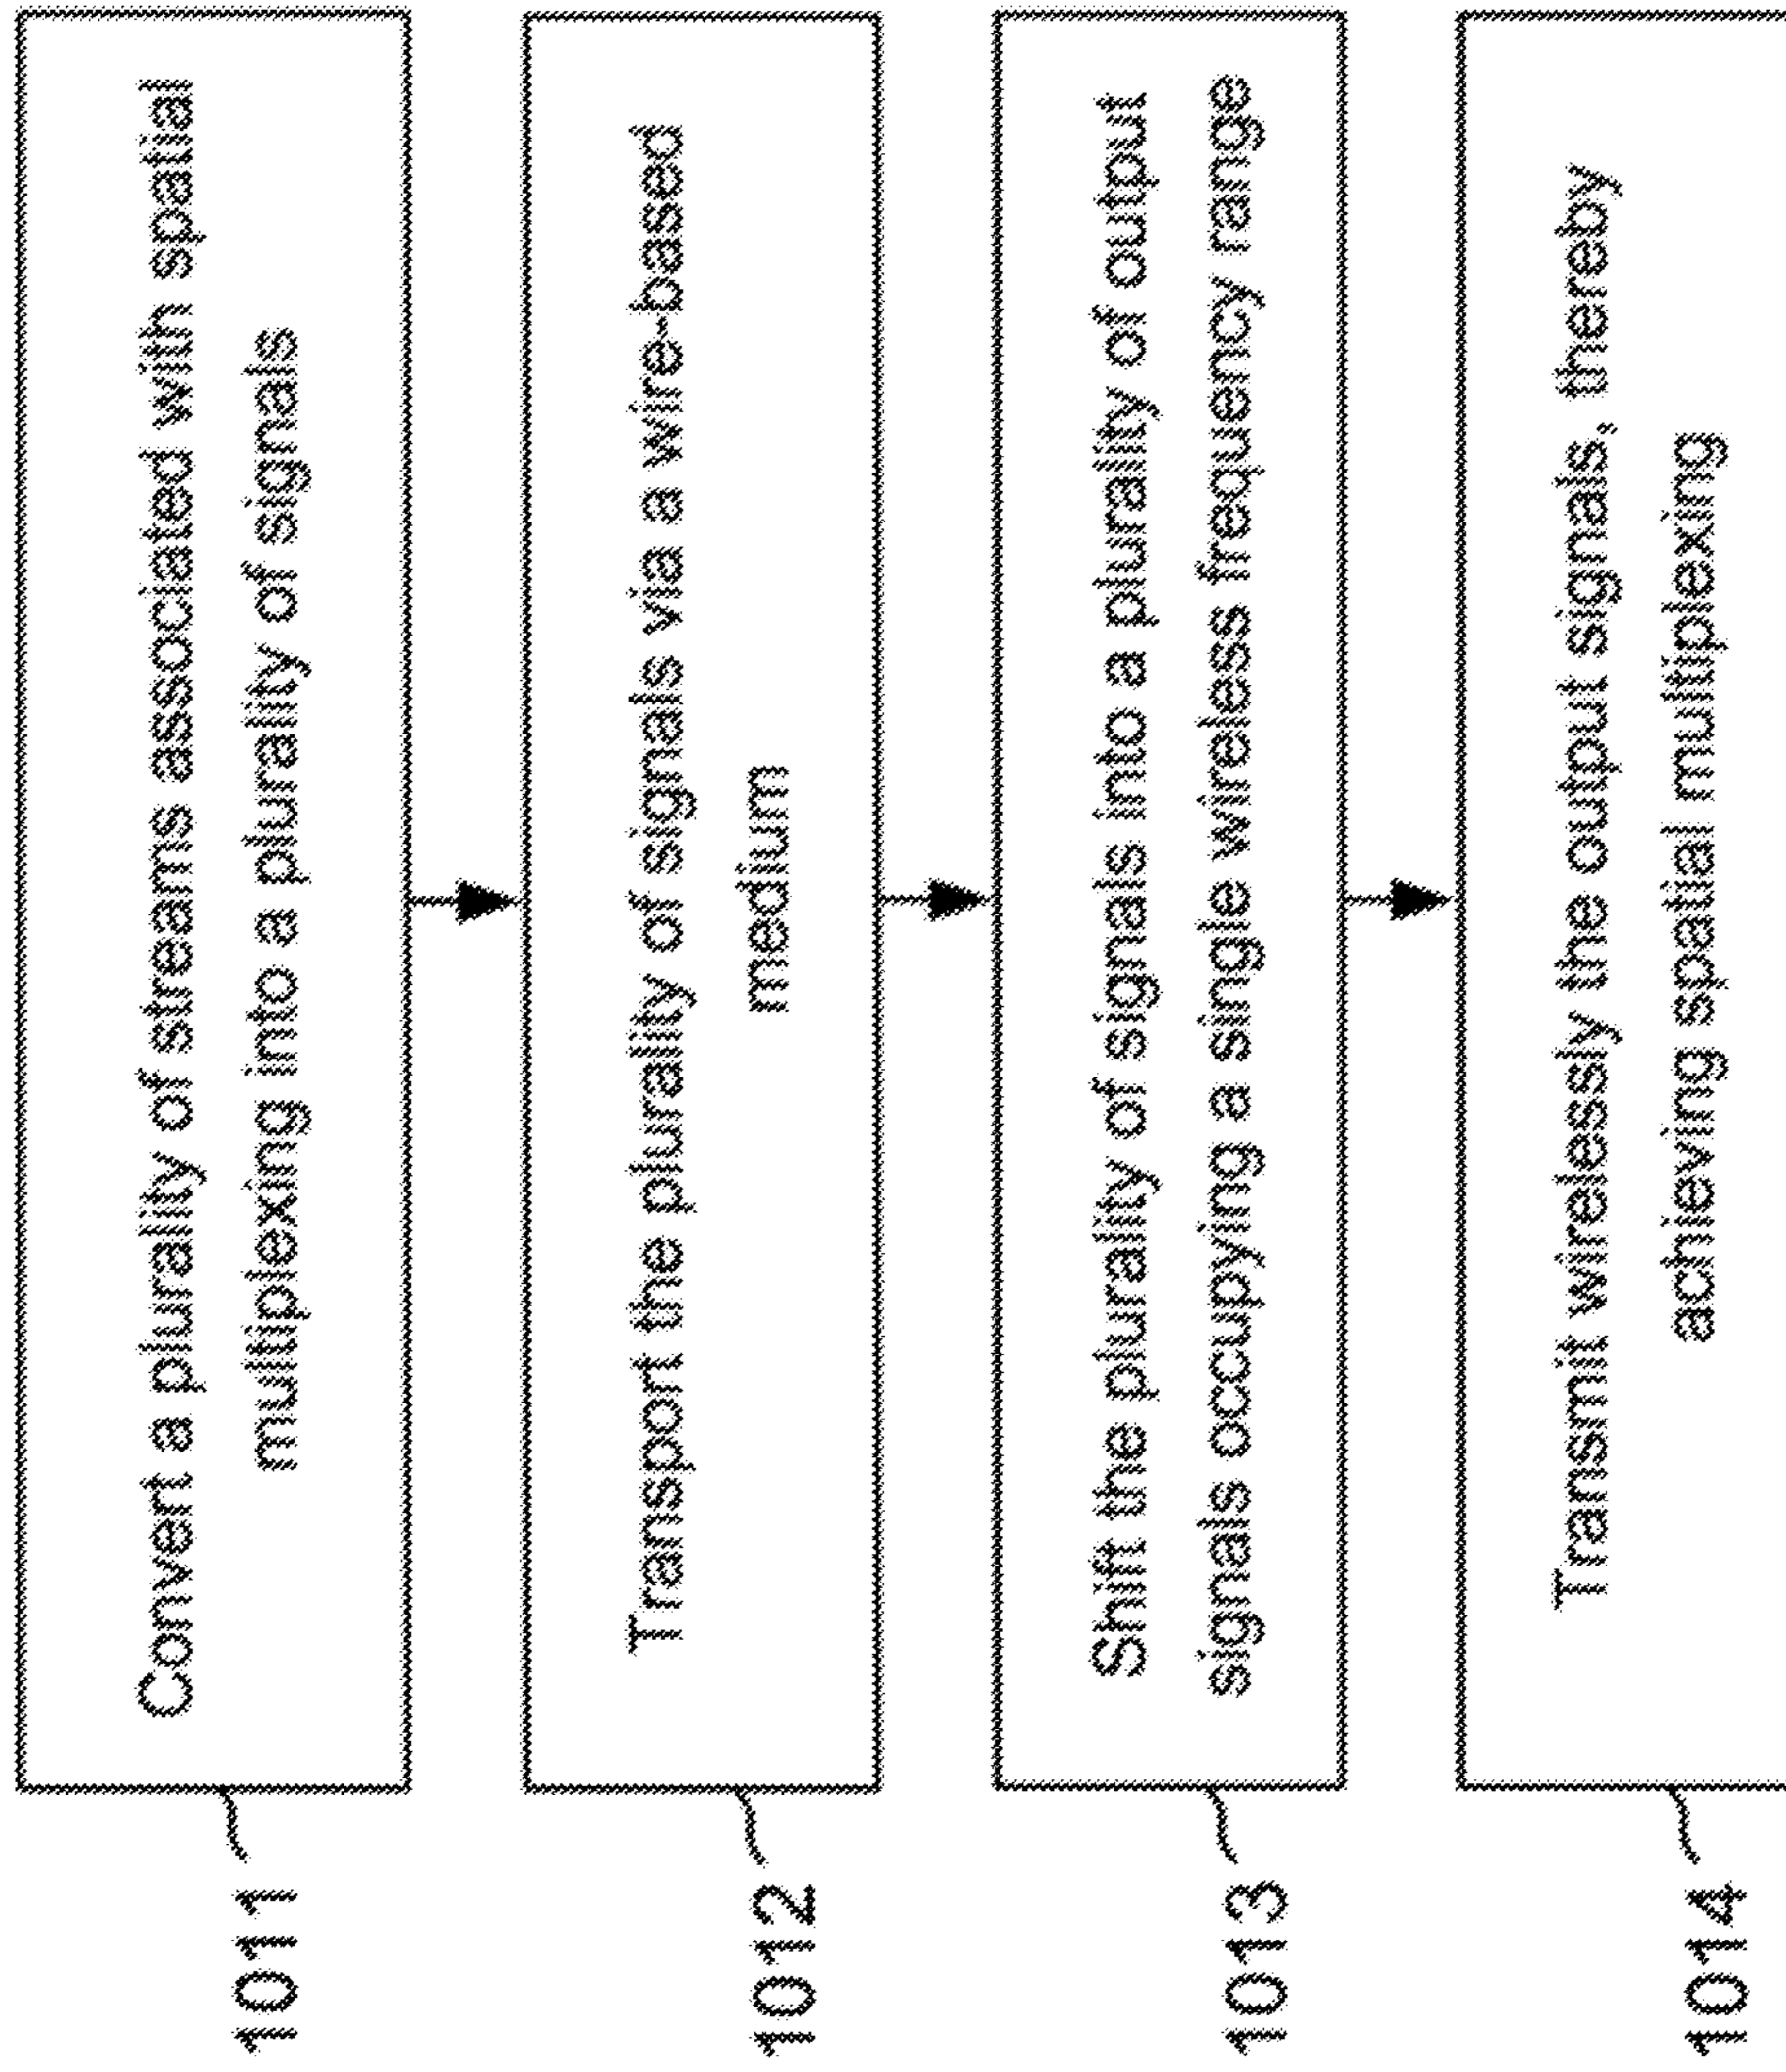 1011
Convert a plurality of streams associated with spatial
multiplexing into a plurality of signals
1012
Transport the plurality of signals via a wire-based
medium
1013
Shift the plurality of signals into a plurality of output
signals occupying a single wireless frequency range
1014
Transmit wirelessly the output signals, thereby
achieving spatial multiplexing